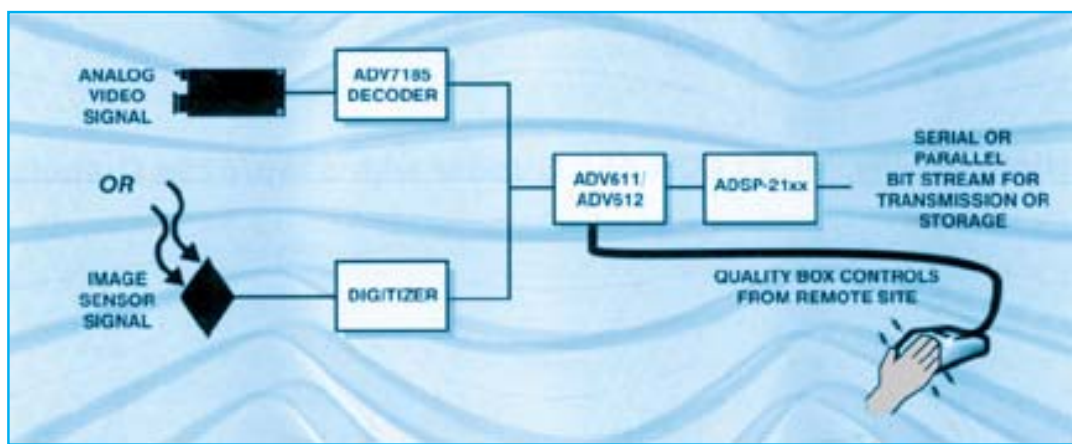 ANALOG
VIDEO
SIGNAL
ADV7185
DECODER
OR
IMAGE
SENSOR
SIGNAL
DIGITIZER
ADV611/
ADV612
ADSP-21xx
SERIAL OR
PARALLEL
BIT STREAM FOR
TRANSMISSION OR
STORAGE
QUALITY BOX CONTROLS
FROM REMOTE SITE